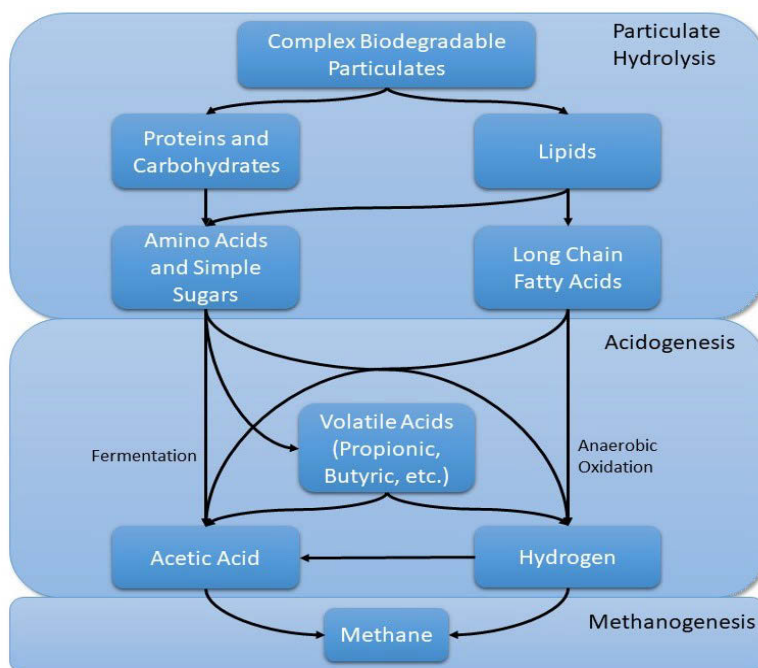 Complex Biodegradable
Particulates
Particulate
Hydrolysis
Proteins and
Carbohydrates
Lipids
Amino Acids
and Simple
Sugars
Long Chain
Fatty Acids
Acidogenesis
Volatile Acids
(Propionic,
Butyric, etc.)
Fermentation
Anaerobic
Oxidation
Acetic Acid
Hydrogen
Methanogenesis
Methane